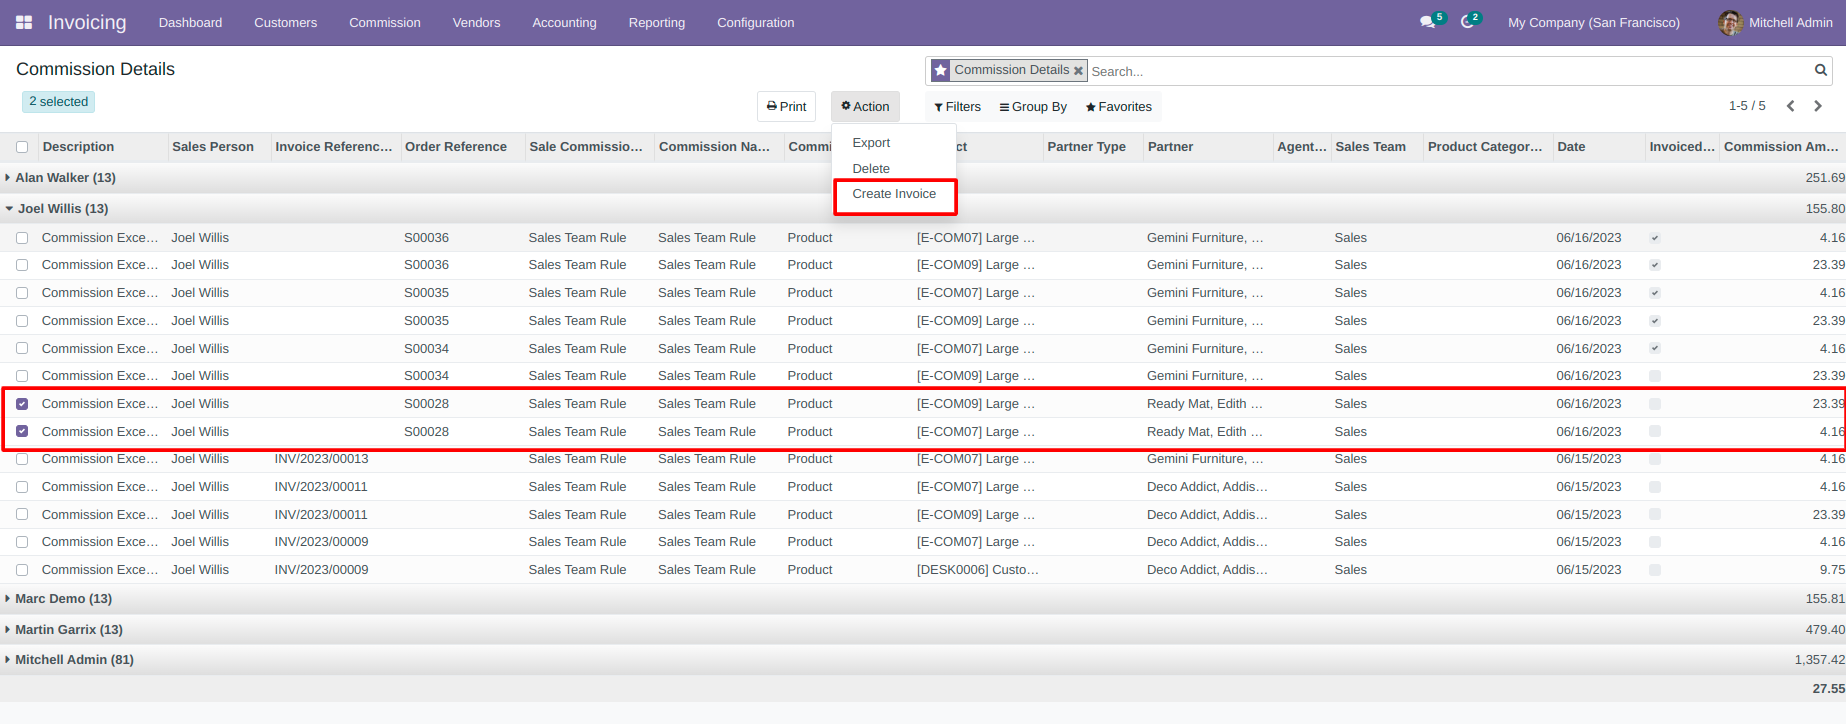 Invoicing Dashboard Customers Commission Vendors Accounting Reporting Configuration 5 2 My Company (San Francisco) Mitchell Admin
Commission Details
Commission Details Search...
2 selected
Print Action Filters Group By Favorites 1-5 / 5
Export
Delete
Create Invoice
Description Sales Person Invoice Referenc... Order Reference Sale Commissio... Commission Na... Commi ct Partner Type Partner Agent... Sales Team Product Categor... Date Invoiced... Commission Am...
Alan Walker (13) 251.69
Joel Willis (13) 155.80
Commission Exce... Joel Willis S00036 Sales Team Rule Sales Team Rule Product [E-COM07] Large ... Gemini Furniture, ... Sales 06/16/2023 4.16
Commission Exce... Joel Willis S00036 Sales Team Rule Sales Team Rule Product [E-COM09] Large ... Gemini Furniture, ... Sales 06/16/2023 23.39
Commission Exce... Joel Willis S00035 Sales Team Rule Sales Team Rule Product [E-COM07] Large ... Gemini Furniture, ... Sales 06/16/2023 4.16
Commission Exce... Joel Willis S00035 Sales Team Rule Sales Team Rule Product [E-COM09] Large ... Gemini Furniture, ... Sales 06/16/2023 23.39
Commission Exce... Joel Willis S00034 Sales Team Rule Sales Team Rule Product [E-COM07] Large ... Gemini Furniture, ... Sales 06/16/2023 4.16
Commission Exce... Joel Willis S00034 Sales Team Rule Sales Team Rule Product [E-COM09] Large ... Gemini Furniture, ... Sales 06/16/2023 23.39
Commission Exce... Joel Willis S00028 Sales Team Rule Sales Team Rule Product [E-COM09] Large ... Ready Mat, Edith ... Sales 06/16/2023 23.39
Commission Exce... Joel Willis S00028 Sales Team Rule Sales Team Rule Product [E-COM07] Large ... Ready Mat, Edith ... Sales 06/16/2023 4.16
Commission Exce... Joel Willis INV/2023/00013 Sales Team Rule Sales Team Rule Product [E-COM07] Large ... Gemini Furniture, ... Sales 06/15/2023 4.16
Commission Exce... Joel Willis INV/2023/00011 Sales Team Rule Sales Team Rule Product [E-COM07] Large ... Deco Addict, Addis... Sales 06/15/2023 4.16
Commission Exce... Joel Willis INV/2023/00011 Sales Team Rule Sales Team Rule Product [E-COM09] Large ... Deco Addict, Addis... Sales 06/15/2023 23.39
Commission Exce... Joel Willis INV/2023/00009 Sales Team Rule Sales Team Rule Product [E-COM07] Large ... Deco Addict, Addis... Sales 06/15/2023 4.16
Commission Exce... Joel Willis INV/2023/00009 Sales Team Rule Sales Team Rule Product [DESK0006] Custo... Deco Addict, Addis... Sales 06/15/2023 9.75
Marc Demo (13) 155.81
Martin Garrix (13) 479.40
Mitchell Admin (81) 1,357.42
27.55